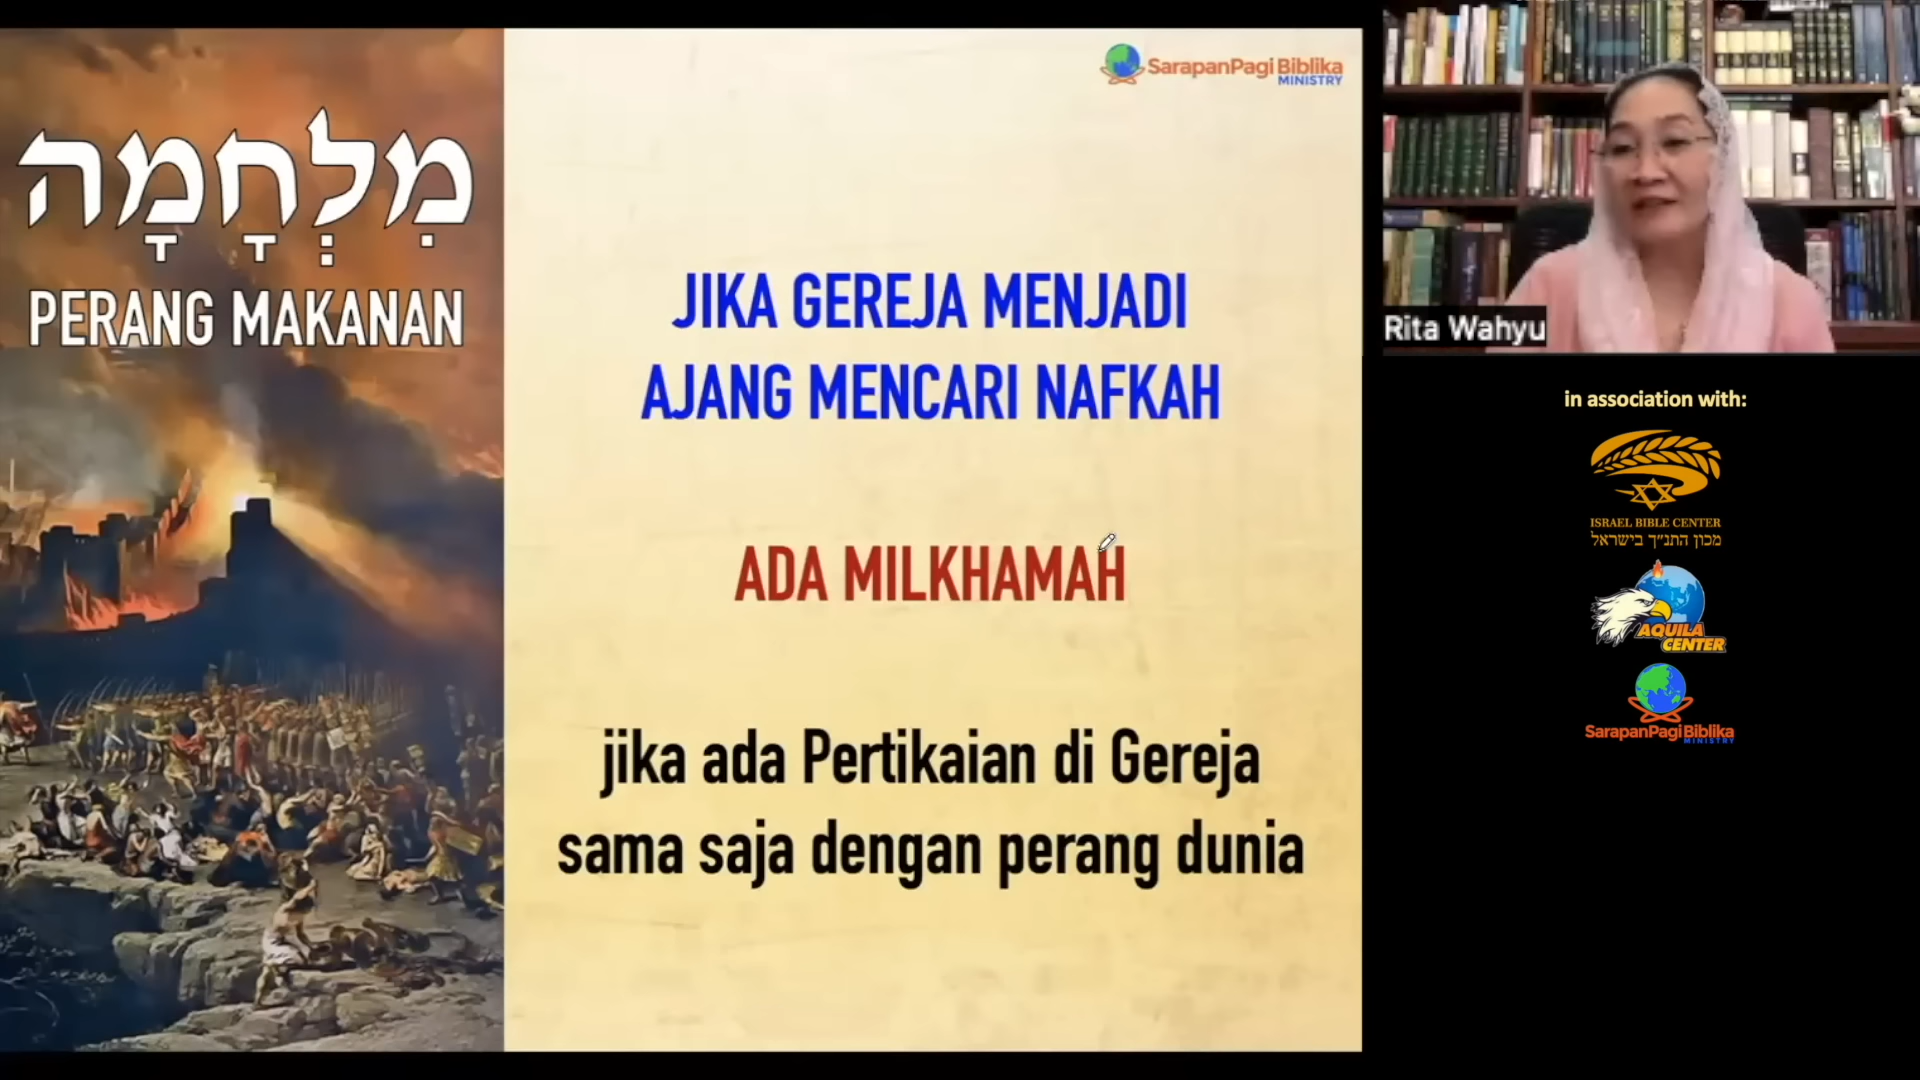 מִלְחָמָה
PERANG MAKANAN
SarapanPagi Biblika
MINISTRY
JIKA GEREJA MENJADI
AJANG MENCARI NAFKAH
ADA MILKHAMAH
jika ada Pertikaian di Gereja
sama saja dengan perang dunia
Rita Wahyu
in association with:
ISRAEL BIBLE CENTER
מכון התנ״ך בישראל
AQUILA
CENTER
SarapanPagi Biblika
MINISTRY